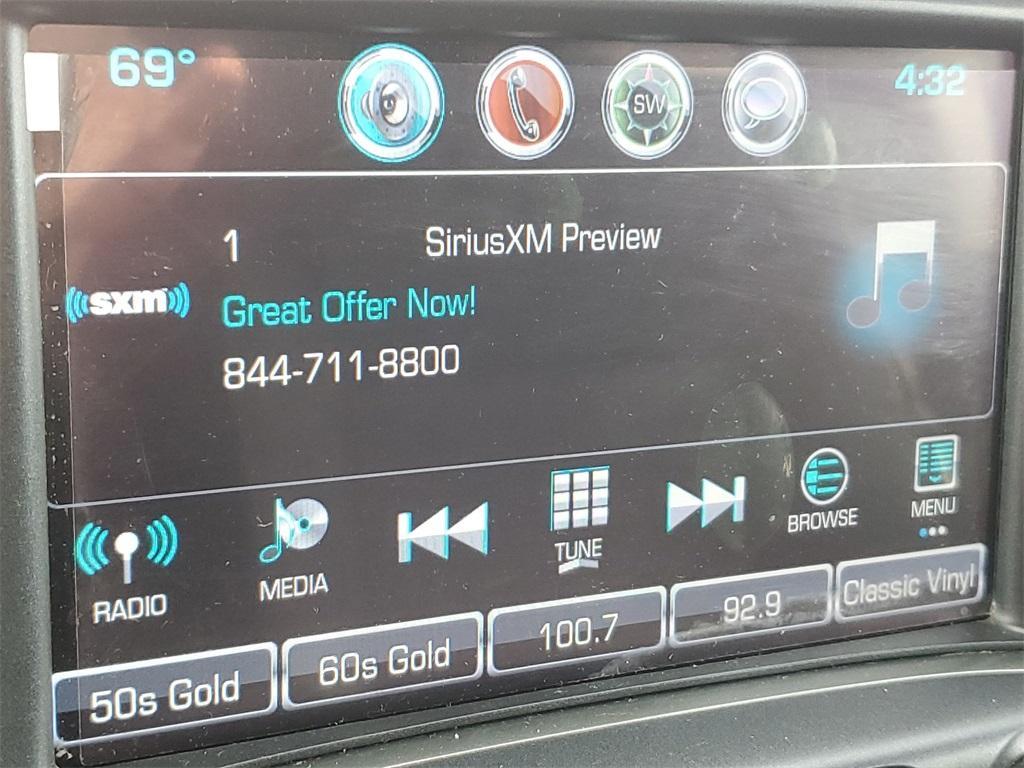 69°
SW
4:32
1 SiriusXM Preview
sxm
Great Offer Now!
844-711-8800
RADIO
MEDIA
TUNE
BROWSE
MENU
50s Gold
60s Gold
100.7
92.9
Classic Vinyl